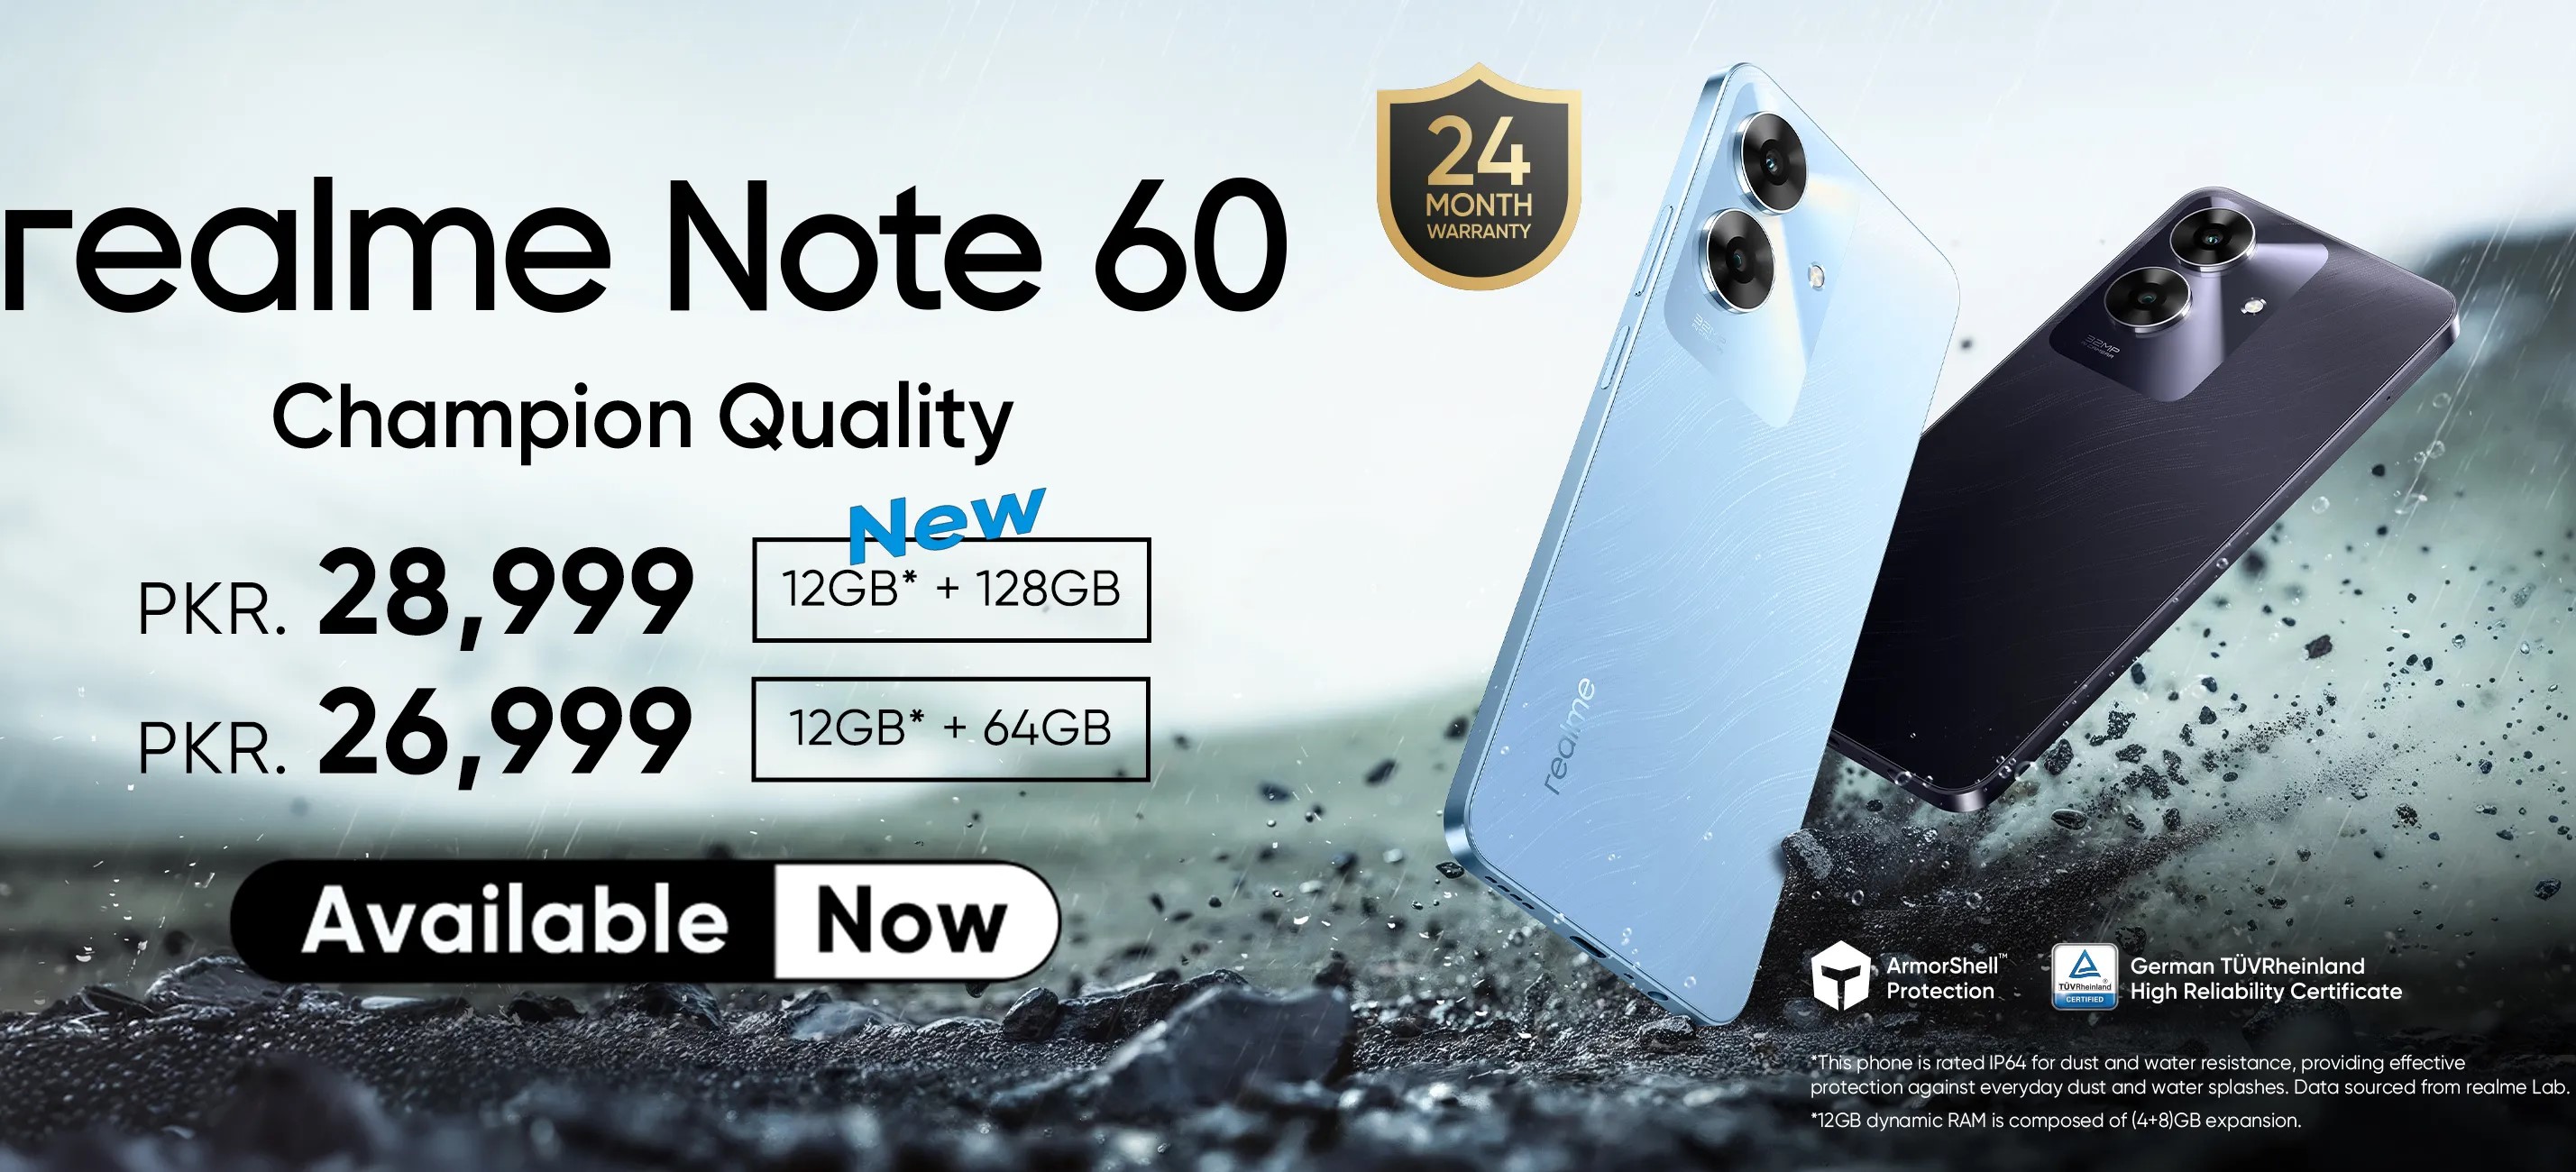 realme Note 60
Champion Quality
New
PKR. 28,999 12GB* + 128GB
PKR. 26,999 12GB* + 64GB
Available Now
24
MONTH
WARRANTY
32MP
realme
ArmorShell™
Protection
TÜVRheinland
CERTIFIED
German TÜVRheinland
High Reliability Certificate
*This phone is rated IP64 for dust and water resistance, providing effective
protection against everyday dust and water splashes. Data sourced from realme Lab.
*12GB dynamic RAM is composed of (4+8)GB expansion.